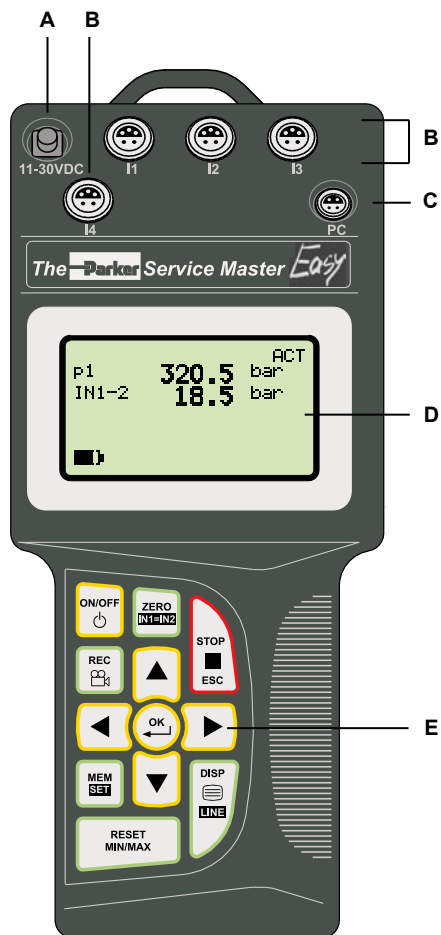 A
B
11-30VDC
I1
I2
I3
B
I4
PC
C
The Parker Service Master Easy
ACT
p1 320.5 bar
IN1-2 18.5 bar
D
ON/OFF
ZERO
IN1=IN2
STOP
ESC
REC
OK
E
MEM
SET
DISP
LINE
RESET
MIN/MAX